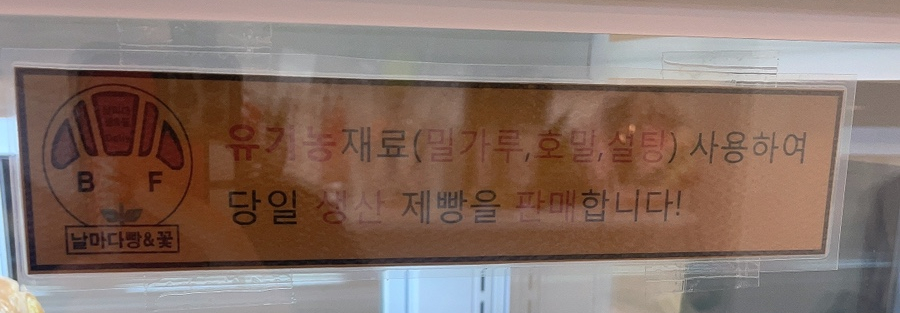 B F
날마다빵&꽃
유기농재료(밀가루,호밀,설탕) 사용하여
당일 생산 제빵을 판매합니다!